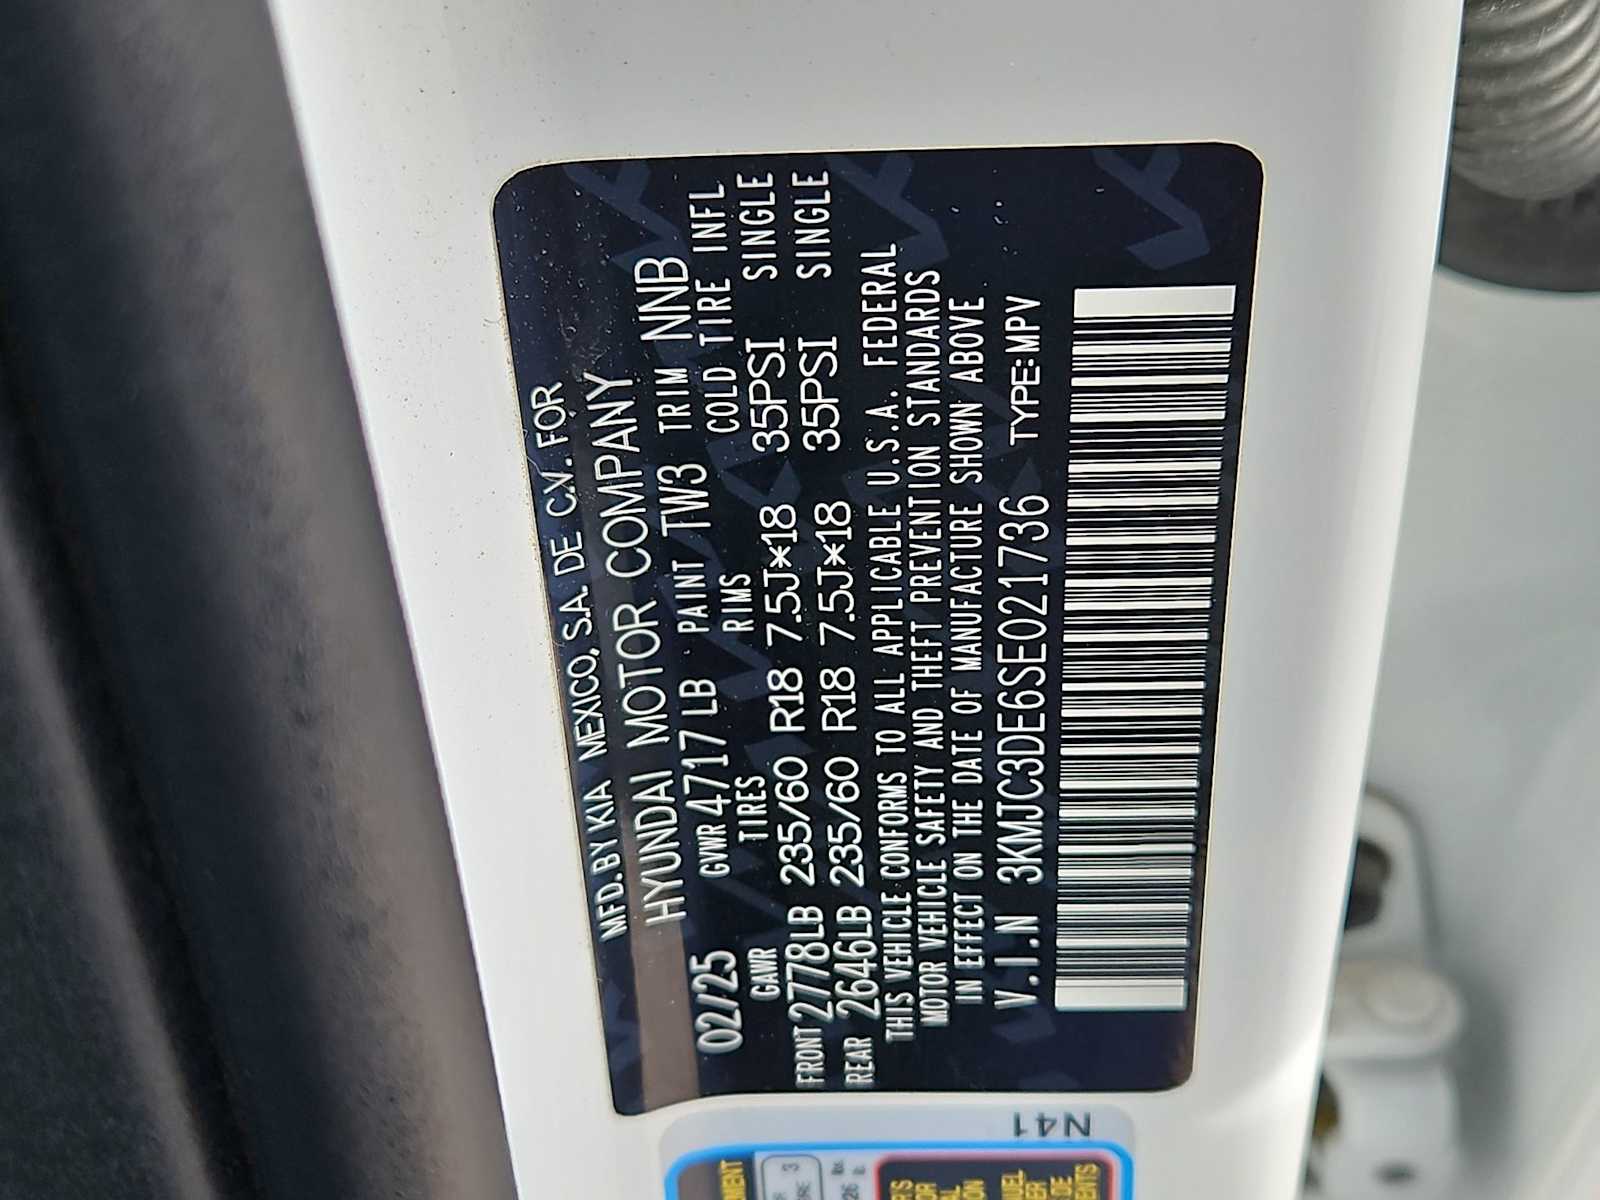 MFD.BY KIA MEXICO, S.A. DE C.V. FOR
HYUNDAI MOTOR COMPANY
02/25 GVWR 4717LB PAINT TW3 TRIM NNB
GAWR TIRES RIMS COLD TIRE INFL
FRONT 2778LB 235/60 R18 7.5J*18 35PSI SINGLE
REAR 2646LB 235/60 R18 7.5J*18 35PSI SINGLE
THIS VEHICLE CONFORMS TO ALL APPLICABLE U.S.A. FEDERAL
MOTOR VEHICLE SAFETY AND THEFT PREVENTION STANDARDS
IN EFFECT ON THE DATE OF MANUFACTURE SHOWN ABOVE
V.I.N 3KMJC3DE6SE021736 TYPE:MPV
N41